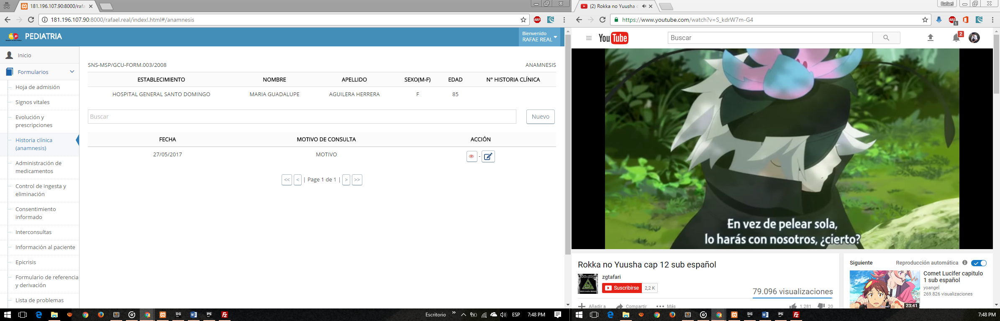 181.196.107.90:8000/rafa
181.196.107.90:8000/rafael.real/index!.html#/anamnesis
PEDIATRIA
Bienvenido
RAFAE REAL
Inicio
Formularios
Hoja de admisión
Signos vitales
Evolución y
prescripciones
Historia clínica
(anamnesis)
Administración de
medicamentos
Control de ingesta y
eliminación
Consentimiento
informado
Interconsultas
Información al paciente
Epicrisis
Formulario de referencia
y derivación
Lista de problemas
SNS-MSP/GCU-FORM.003/2008 ANAMNESIS
ESTABLECIMIENTO NOMBRE APELLIDO SEXO(M-F) EDAD N° HISTORIA CLÍNICA
HOSPITAL GENERAL SANTO DOMINGO MARIA GUADALUPE AGUILERA HERRERA F 85
Buscar Nuevo
FECHA MOTIVO DE CONSULTA ACCIÓN
27/05/2017 MOTIVO -
<< < | Page 1 de 1 | > >>
Escritorio » ESP 7:48 PM
(2) Rokka no Yuusha c
Rafael
https://www.youtube.com/watch?v=S_kdrW7m-G4
ABP
5
YouTube
Buscar
2
En vez de pelear sola,
lo harás con nosotros, ¿cierto?
Rokka no Yuusha cap 12 sub español
zgtafari
Suscribirse 2,2 K
79.096 visualizaciones
Añadir a Compartir Más 1.281 20
Siguiente Reproducción automática
Comet Lucifer capitulo
1 sub español
yoangel
269.826 visualizaciones
23:41
7:48 PM